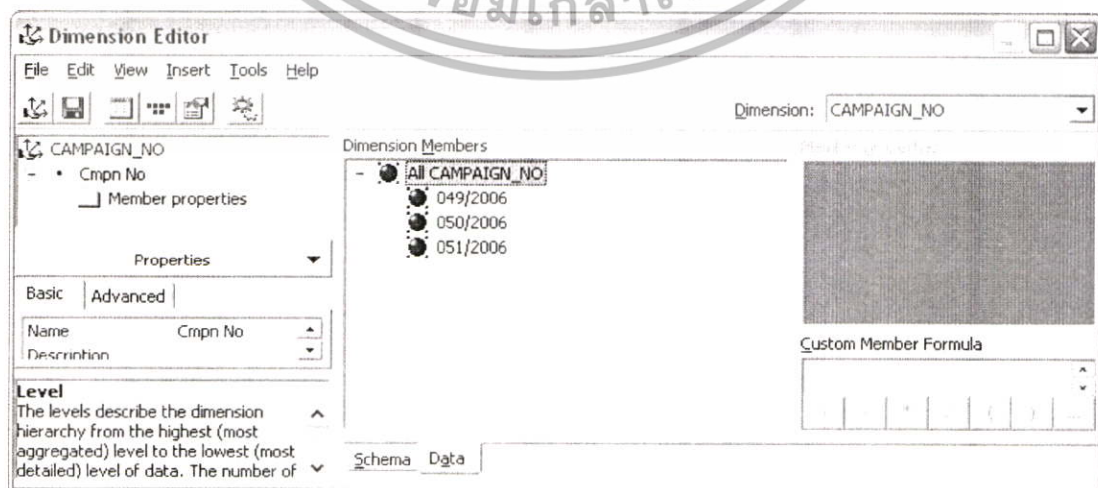 Dimension Editor
File Edit View Insert Tools Help
Dimension: CAMPAIGN_NO
CAMPAIGN_NO
Cmpn No
Member properties
Properties
Basic Advanced
Name Cmpn No
Description
Level
The levels describe the dimension
hierarchy from the highest (most
aggregated) level to the lowest (most
detailed) level of data. The number of
Dimension Members
All CAMPAIGN_NO
049/2006
050/2006
051/2006
Custom Member Formula
Schema Data